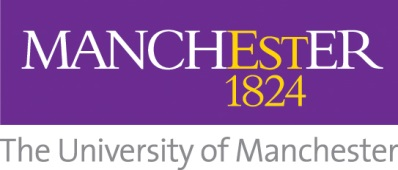 MANCHEstER
1824
The University of Manchester